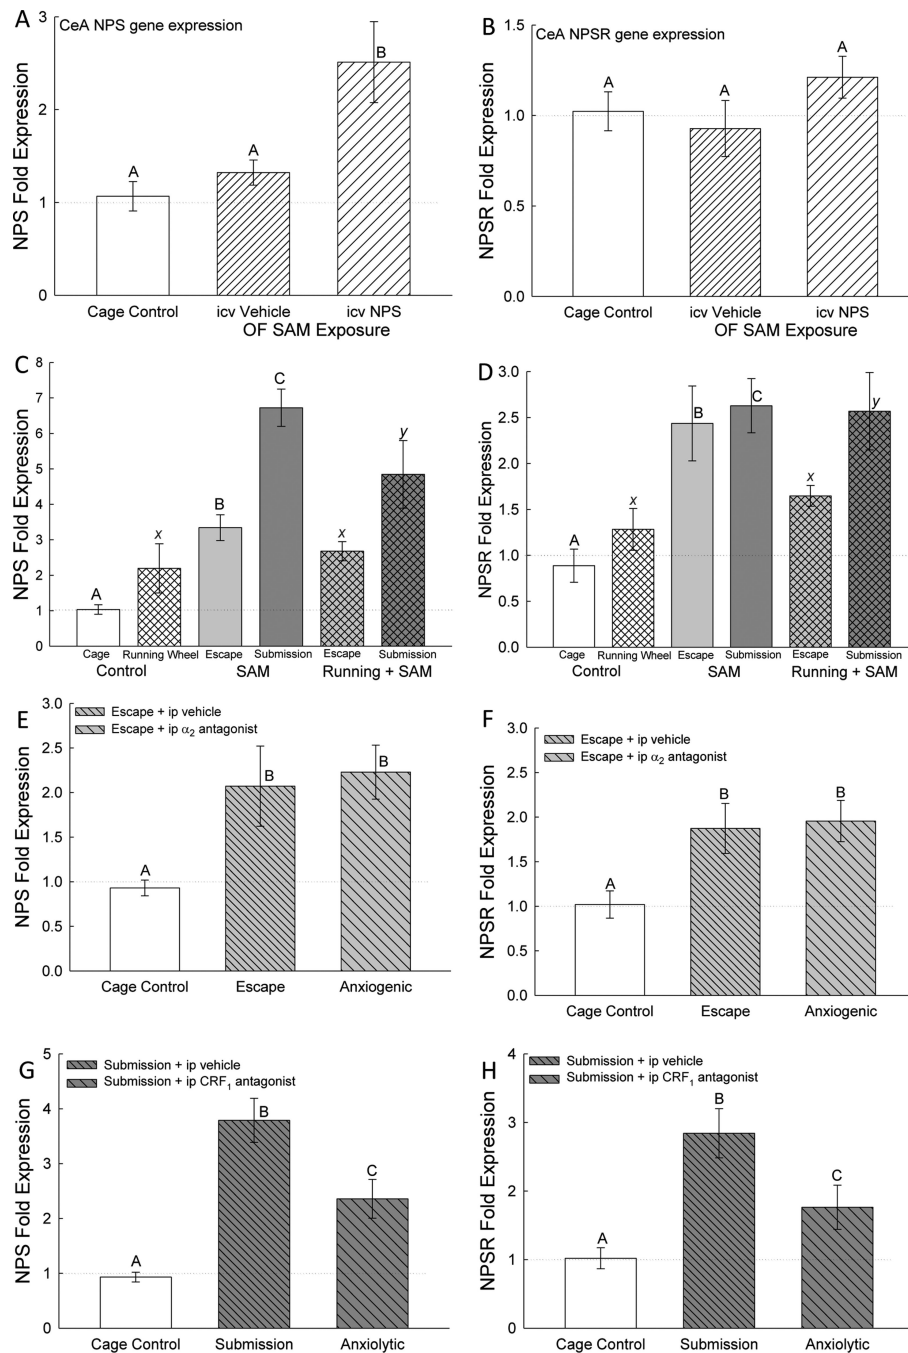 A
CeA NPS gene expression
NPS Fold Expression
3
2
1
0
A
A
B
Cage Control
icv Vehicle
icv NPS
OF SAM Exposure
B
CeA NPSR gene expression
NPSR Fold Expression
1.5
1.0
0.5
0.0
A
A
A
Cage Control
icv Vehicle
icv NPS
OF SAM Exposure
C
NPS Fold Expression
8
7
6
5
4
3
2
1
0
A
x
B
C
x
y
Cage
Running Wheel
Escape
Submission
Escape
Submission
Control
SAM
Running + SAM
D
NPSR Fold Expression
3.0
2.5
2.0
1.5
1.0
0.5
0.0
A
x
B
C
x
y
Cage
Running Wheel
Escape
Submission
Escape
Submission
Control
SAM
Running + SAM
E
Escape + ip vehicle
Escape + ip α₂ antagonist
NPS Fold Expression
3.0
2.5
2.0
1.5
1.0
0.5
0.0
A
B
B
Cage Control
Escape
Anxiogenic
F
Escape + ip vehicle
Escape + ip α₂ antagonist
NPSR Fold Expression
3.0
2.5
2.0
1.5
1.0
0.5
0.0
A
B
B
Cage Control
Escape
Anxiogenic
G
Submission + ip vehicle
Submission + ip CRF₁ antagonist
NPS Fold Expression
5
4
3
2
1
0
A
B
C
Cage Control
Submission
Anxiolytic
H
Submission + ip vehicle
Submission + ip CRF₁ antagonist
NPSR Fold Expression
4
3
2
1
0
A
B
C
Cage Control
Submission
Anxiolytic